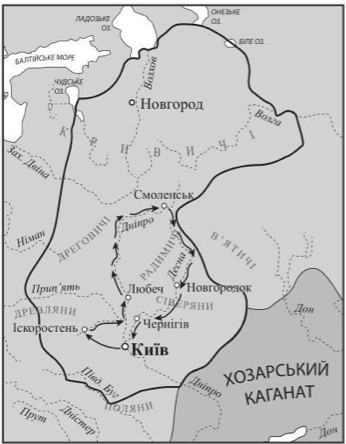 ЛАДОЗЬКЕ
ОЗ.
ОНЕЗЬКЕ
ОЗ.
БІЛЕ ОЗ.
БАЛТІЙСЬКЕ МОРЕ
ЧУДСЬКЕ
ОЗ.
Волхов
Новгород
КРИВИЧІ
Волга
Зах. Двіна
Смоленськ
Дніпро
Німан
ДРЕГОВИЧІ
РАДИМИЧІ
В'ЯТИЧІ
Десна
Прип'ять
Любеч
Новгородок
СІВЕРЯНИ
Дон
ДРЕВЛЯНИ
Іскоростень
Чернігів
Київ
ХОЗАРСЬКИЙ
КАГАНАТ
Півд. Буг
Дніпро
ПОЛЯНИ
Дністер
Прут
Дон